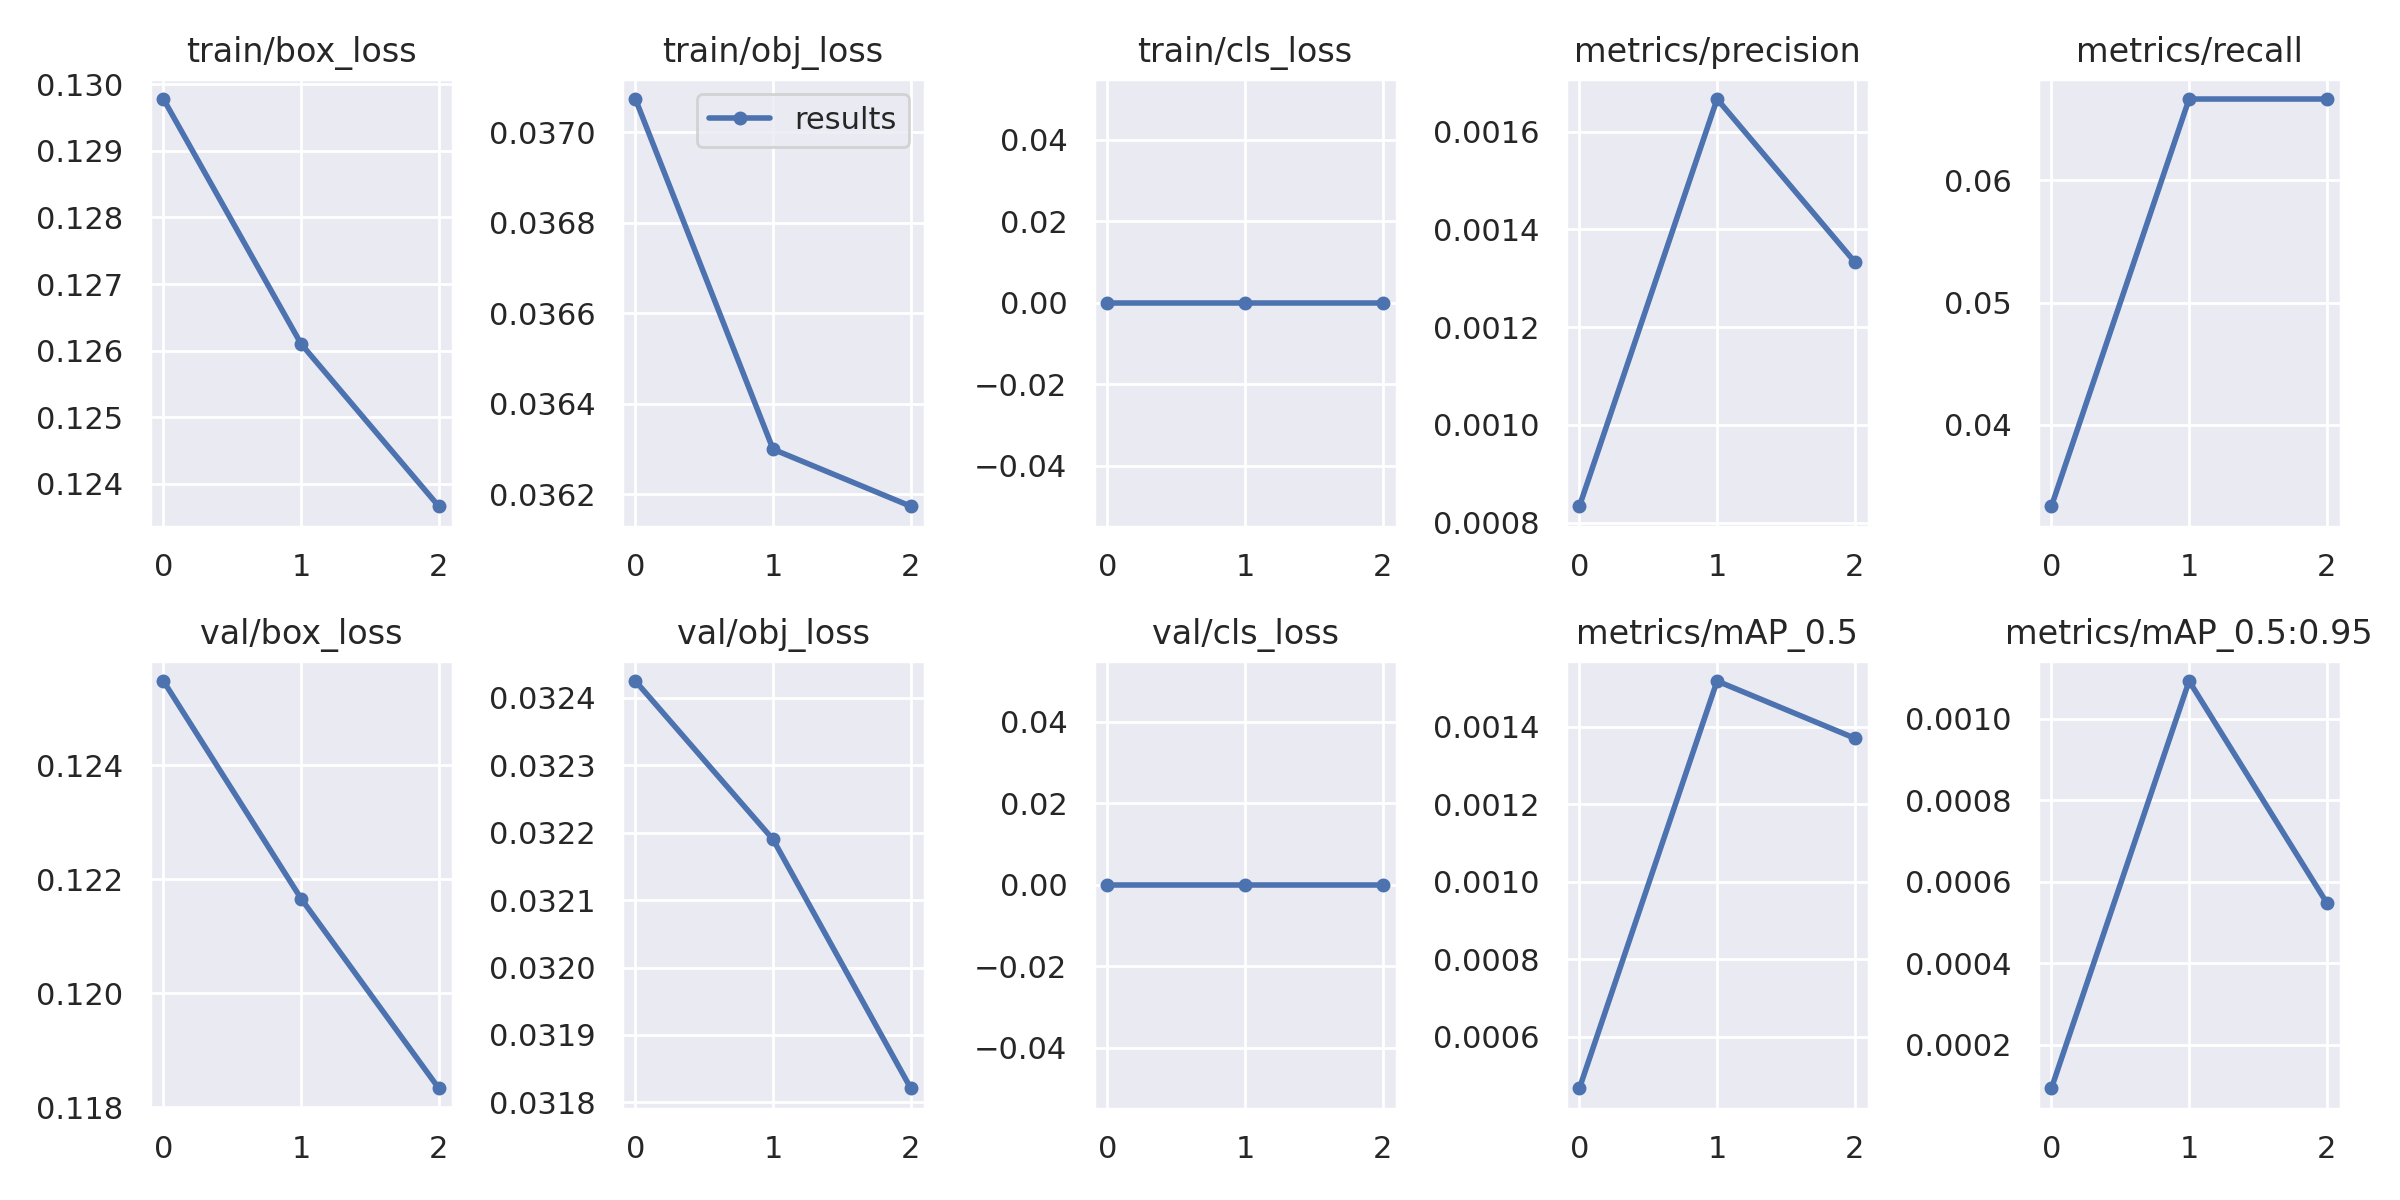 train/box_loss
0.130
0.129
0.128
0.127
0.126
0.125
0.124
0 1 2
train/obj_loss
results
0.0370
0.0368
0.0366
0.0364
0.0362
0 1 2
train/cls_loss
0.04
0.02
0.00
−0.02
−0.04
0 1 2
metrics/precision
0.0016
0.0014
0.0012
0.0010
0.0008
0 1 2
metrics/recall
0.06
0.05
0.04
0 1 2
val/box_loss
0.124
0.122
0.120
0.118
0 1 2
val/obj_loss
0.0324
0.0323
0.0322
0.0321
0.0320
0.0319
0.0318
0 1 2
val/cls_loss
0.04
0.02
0.00
−0.02
−0.04
0 1 2
metrics/mAP_0.5
0.0014
0.0012
0.0010
0.0008
0.0006
0 1 2
metrics/mAP_0.5:0.95
0.0010
0.0008
0.0006
0.0004
0.0002
0 1 2